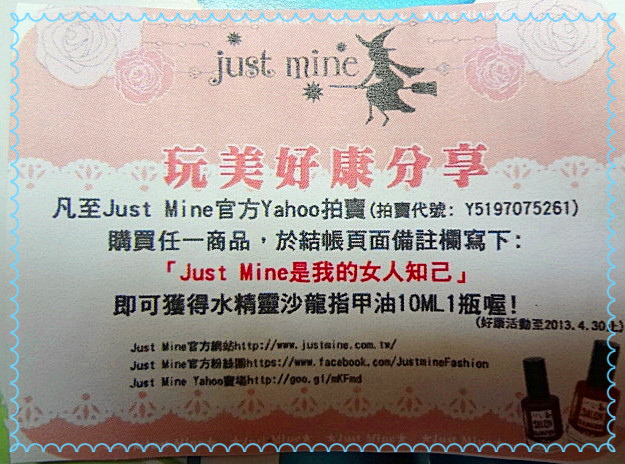 just mine
玩美好康分享
凡至Just Mine官方Yahoo拍賣(拍賣代號: Y5197075261)
購買任一商品，於結帳頁面備註欄寫下:
「Just Mine是我的女人知己」
即可獲得水精靈沙龍指甲油10ML1瓶喔!
(好康活動至2013.4.30止)
Just Mine官方網站http://www.justmine.com.tw/
Just Mine官方粉絲團https://www.facebook.com/JustmineFashion
Just Mine Yahoo賣場http://goo.gl/mKFmd
SALON
SALON